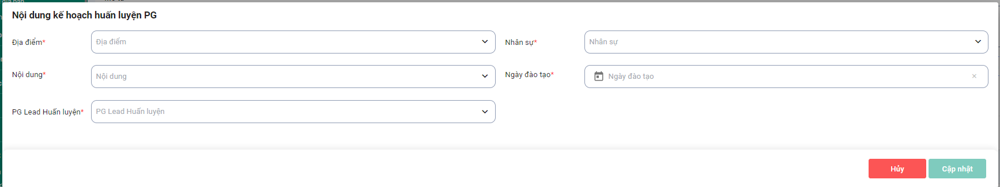 Nội dung kế hoạch huấn luyện PG
Địa điểm* Địa điểm Nhân sự* Nhân sự
Nội dung* Nội dung Ngày đào tạo* Ngày đào tạo
PG Lead Huấn luyện* PG Lead Huấn luyện
Hủy Cập nhật